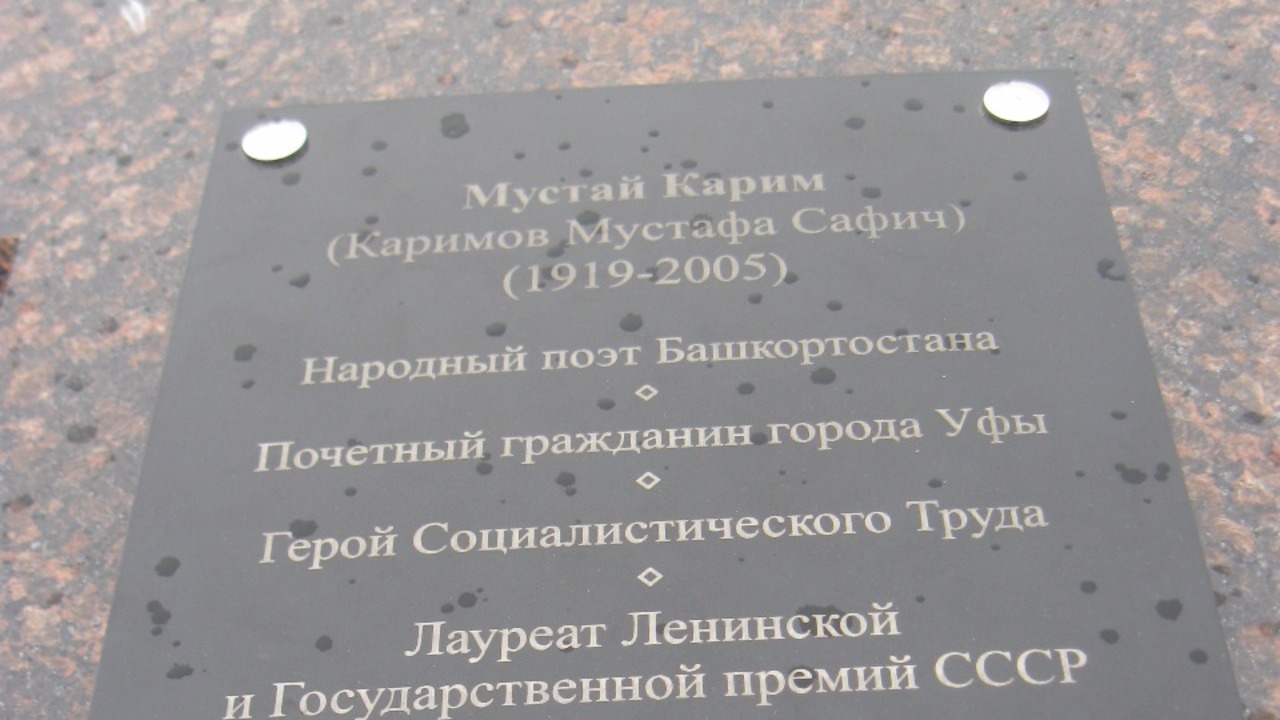 Мустай Карим
(Каримов Мустафа Сафич)
(1919-2005)
Народный поэт Башкортостана
Почетный гражданин города Уфы
Герой Социалистического Труда
Лауреат Ленинской
и Государственной премий СССР